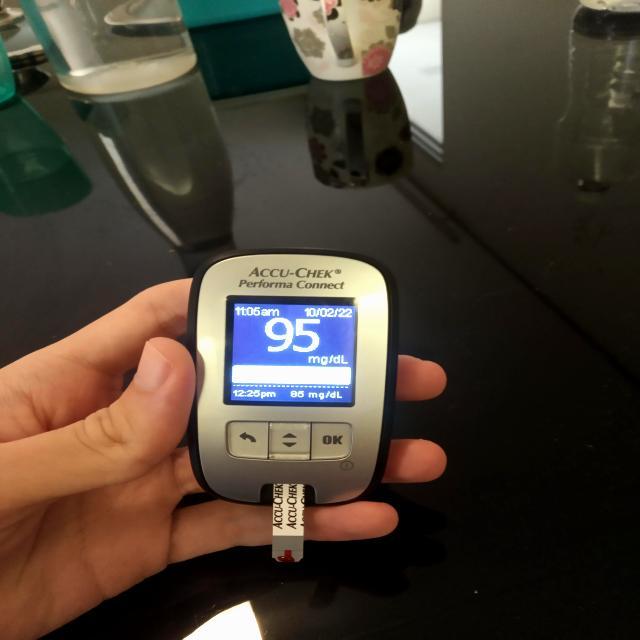 ACCU-CHEK®
Performa Connect
11:05am 10/02/22
95
mg/dL
12:25pm 85 mg/dL
OK
ACCU-CHEK
ACCU-CHEK